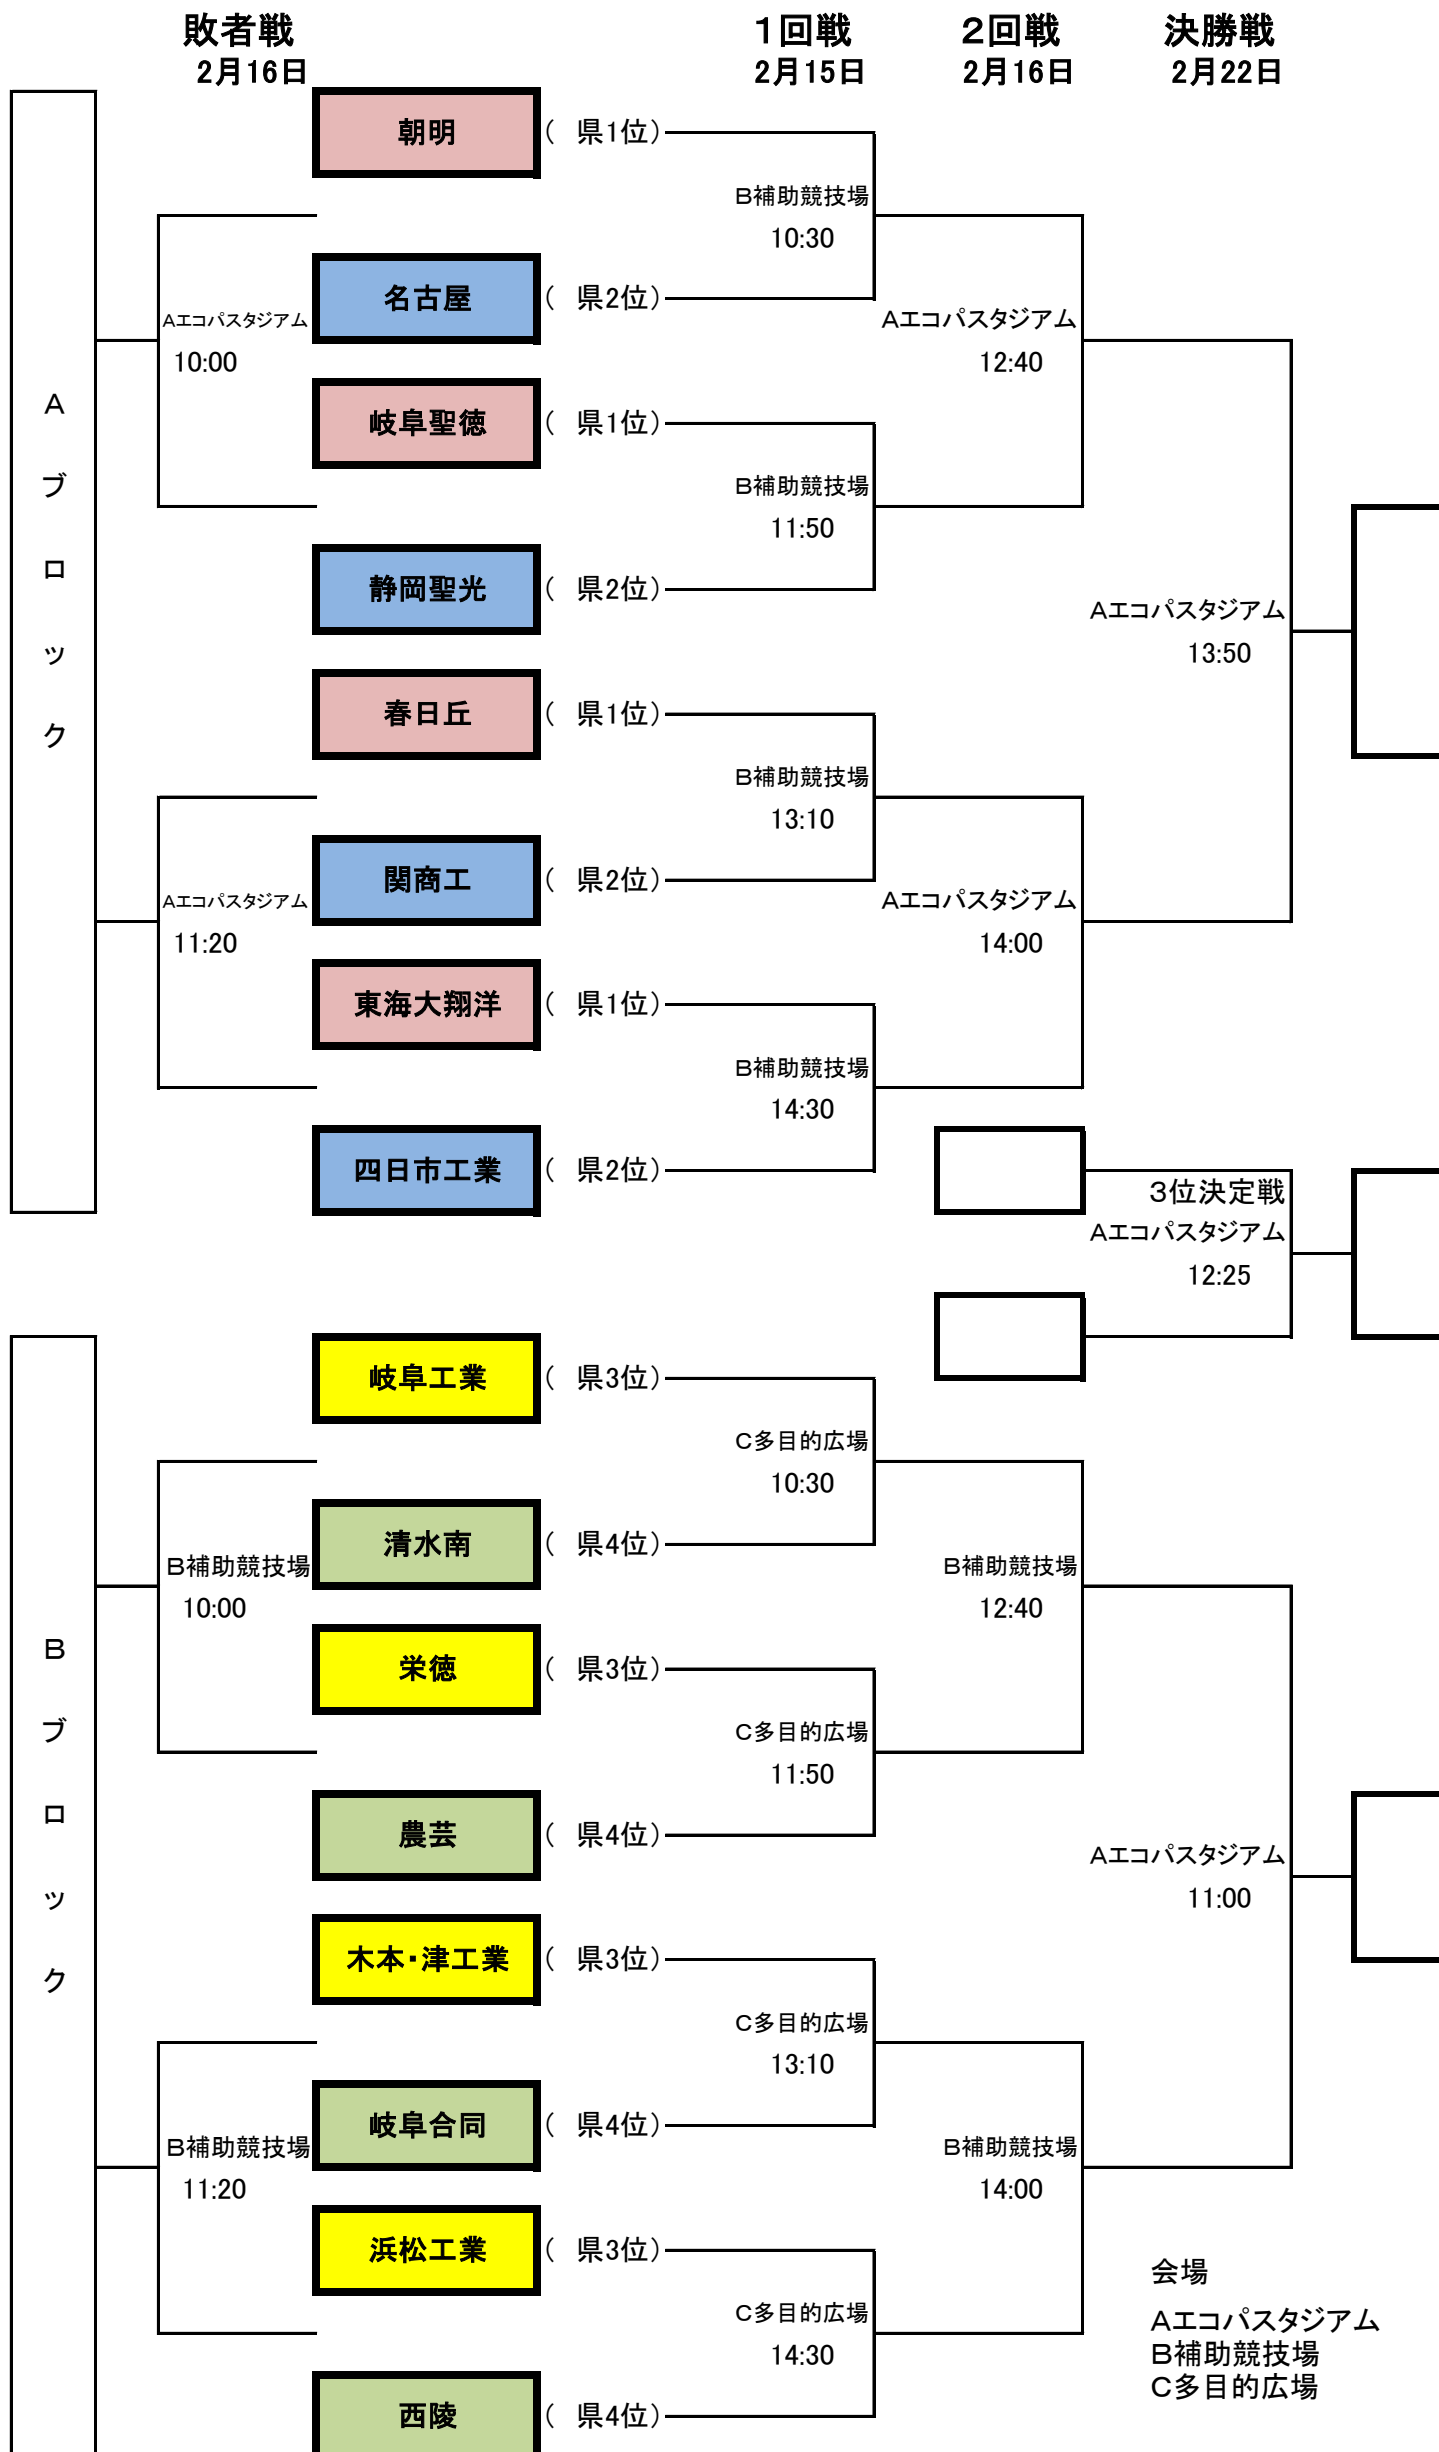 敗者戦 1回戦 2回戦 決勝戦
2月16日 2月15日 2月16日 2月22日
Aブロック
朝明 ( 県1位)
B補助競技場
10:30
名古屋 ( 県2位)
Aエコパスタジアム Aエコパスタジアム
10:00 12:40
岐阜聖徳 ( 県1位)
B補助競技場
11:50
静岡聖光 ( 県2位)
Aエコパスタジアム
13:50
春日丘 ( 県1位)
B補助競技場
13:10
関商工 ( 県2位)
Aエコパスタジアム Aエコパスタジアム
11:20 14:00
東海大翔洋 ( 県1位)
B補助競技場
14:30
四日市工業 ( 県2位)
3位決定戦
Aエコパスタジアム
12:25
Bブロック
岐阜工業 ( 県3位)
C多目的広場
10:30
清水南 ( 県4位)
B補助競技場 B補助競技場
10:00 12:40
栄徳 ( 県3位)
C多目的広場
11:50
農芸 ( 県4位)
Aエコパスタジアム
11:00
木本・津工業 ( 県3位)
C多目的広場
13:10
岐阜合同 ( 県4位)
B補助競技場 B補助競技場
11:20 14:00
浜松工業 ( 県3位)
C多目的広場
14:30
西陵 ( 県4位)
会場
Aエコパスタジアム
B補助競技場
C多目的広場